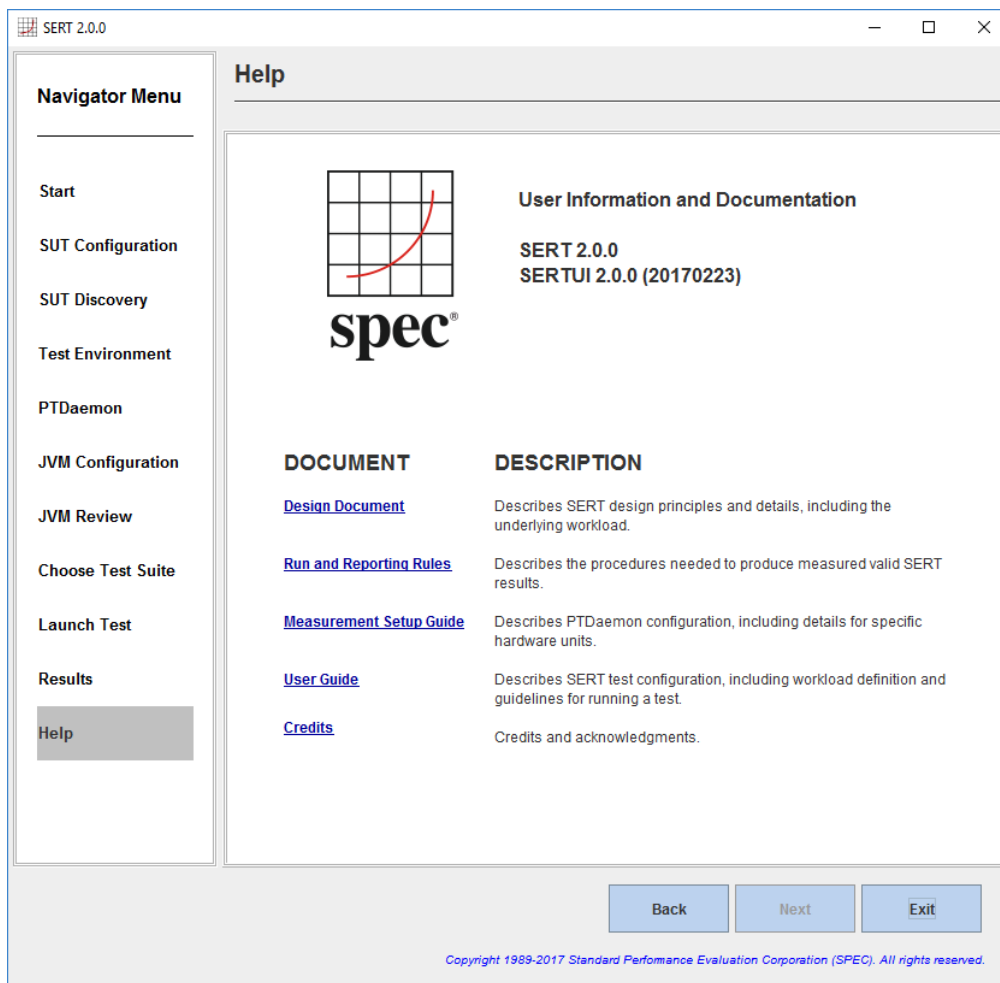 SERT 2.0.0
Navigator Menu
Start
SUT Configuration
SUT Discovery
Test Environment
PTDaemon
JVM Configuration
JVM Review
Choose Test Suite
Launch Test
Results
Help
Help
spec®
User Information and Documentation
SERT 2.0.0
SERTUI 2.0.0 (20170223)
DOCUMENT DESCRIPTION
Design Document Describes SERT design principles and details, including the
underlying workload.
Run and Reporting Rules Describes the procedures needed to produce measured valid SERT
results.
Measurement Setup Guide Describes PTDaemon configuration, including details for specific
hardware units.
User Guide Describes SERT test configuration, including workload definition and
guidelines for running a test.
Credits Credits and acknowledgments.
Back Next Exit
Copyright 1989-2017 Standard Performance Evaluation Corporation (SPEC). All rights reserved.